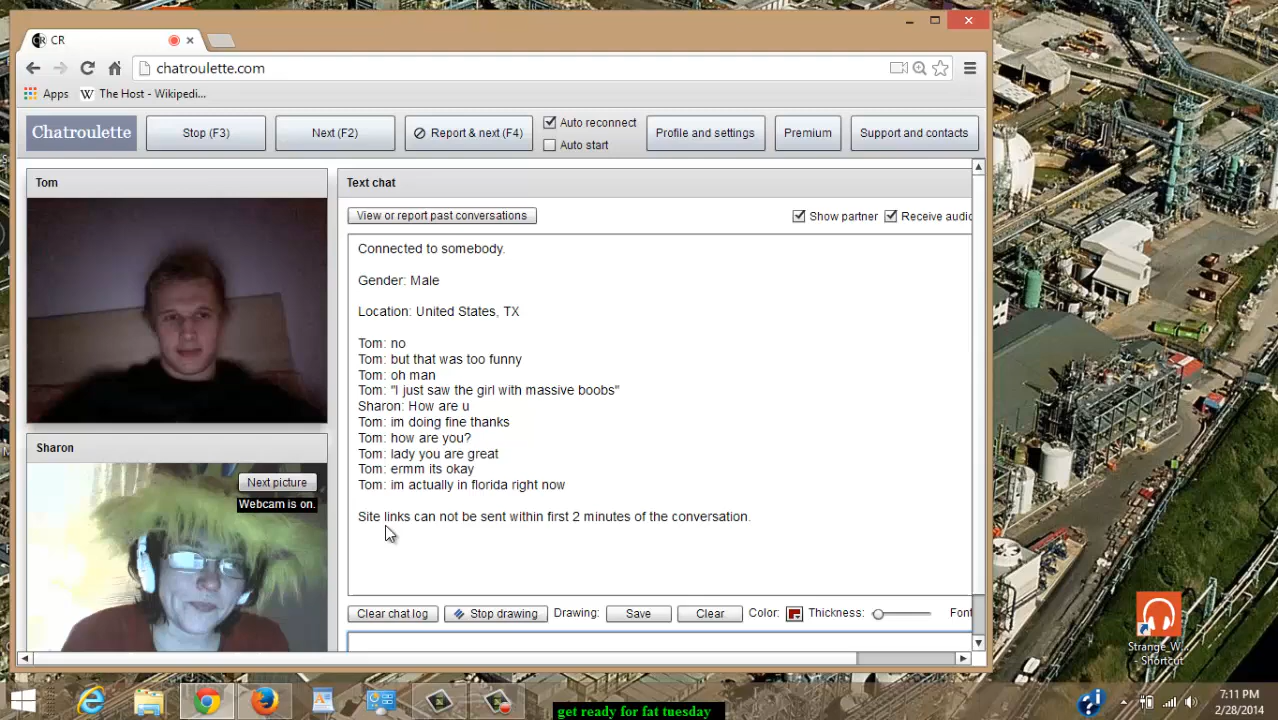 CR
chatroulette.com
Apps
The Host - Wikipedi...
Chatroulette
Stop (F3)
Next (F2)
Report & next (F4)
Auto reconnect
Auto start
Profile and settings
Premium
Support and contacts
Tom
Text chat
View or report past conversations
Show partner
Receive audio
Connected to somebody.
Gender: Male
Location: United States, TX
Tom: no
Tom: but that was too funny
Tom: oh man
Tom: "I just saw the girl with massive boobs"
Sharon: How are u
Tom: im doing fine thanks
Tom: how are you?
Tom: lady you are great
Tom: ermm its okay
Tom: im actually in florida right now
Site links can not be sent within first 2 minutes of the conversation.
Sharon
Next picture
Webcam is on.
Clear chat log
Stop drawing
Drawing:
Save
Clear
Color:
Thickness:
Font
Strange_W...
- Shortcut
get ready for fat tuesday
7:11 PM
2/28/2014